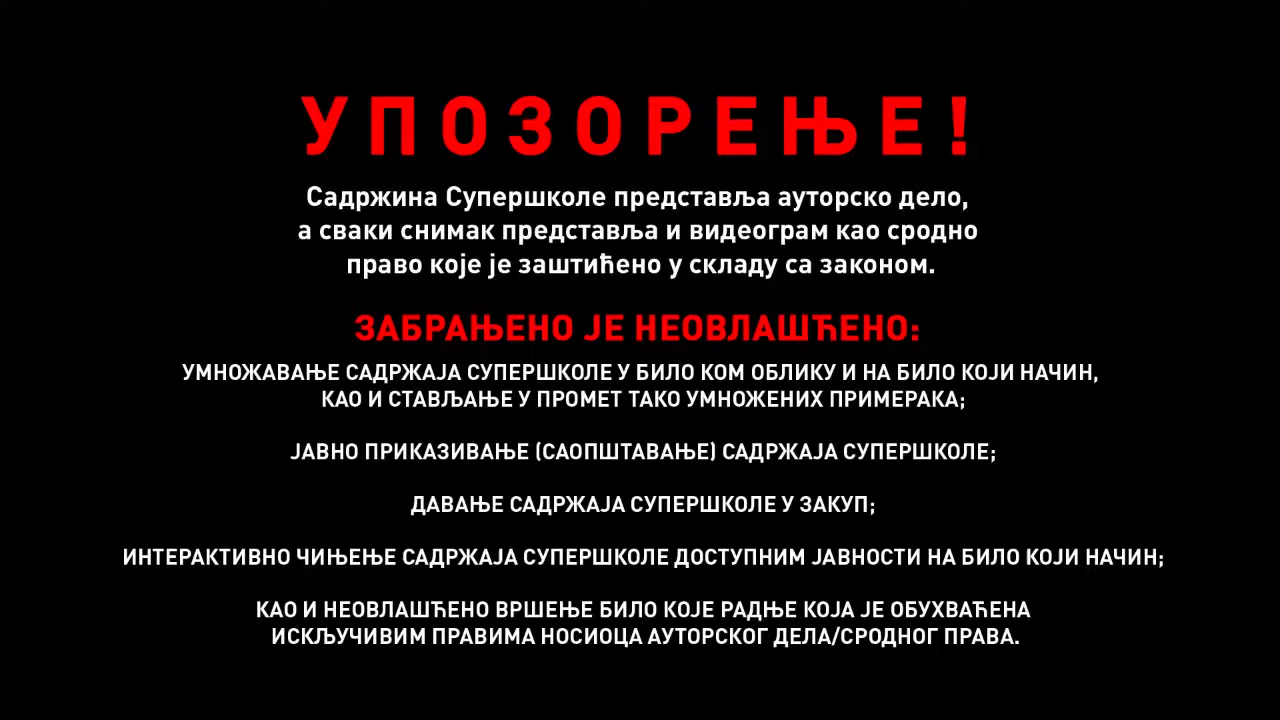 УПОЗОРЕЊЕ!
Садржина Супершколе представља ауторско дело,
а сваки снимак представља и видеограм као сродно
право које је заштићено у складу са законом.
ЗАБРАЊЕНО ЈЕ НЕОВЛАШЋЕНО:
УМНОЖАВАЊЕ САДРЖАЈА СУПЕРШКОЛЕ У БИЛО КОМ ОБЛИКУ И НА БИЛО КОЈИ НАЧИН,
КАО И СТАВЉАЊЕ У ПРОМЕТ ТАКО УМНОЖЕНИХ ПРИМЕРАКА;
ЈАВНО ПРИКАЗИВАЊЕ (САОПШТАВАЊЕ) САДРЖАЈА СУПЕРШКОЛЕ;
ДАВАЊЕ САДРЖАЈА СУПЕРШКОЛЕ У ЗАКУП;
ИНТЕРАКТИВНО ЧИЊЕЊЕ САДРЖАЈА СУПЕРШКОЛЕ ДОСТУПНИМ ЈАВНОСТИ НА БИЛО КОЈИ НАЧИН;
КАО И НЕОВЛАШЋЕНО ВРШЕЊЕ БИЛО КОЈЕ РАДЊЕ КОЈА ЈЕ ОБУХВАЋЕНА
ИСКЉУЧИВИМ ПРАВИМА НОСИОЦА АУТОРСКОГ ДЕЛА/СРОДНОГ ПРАВА.